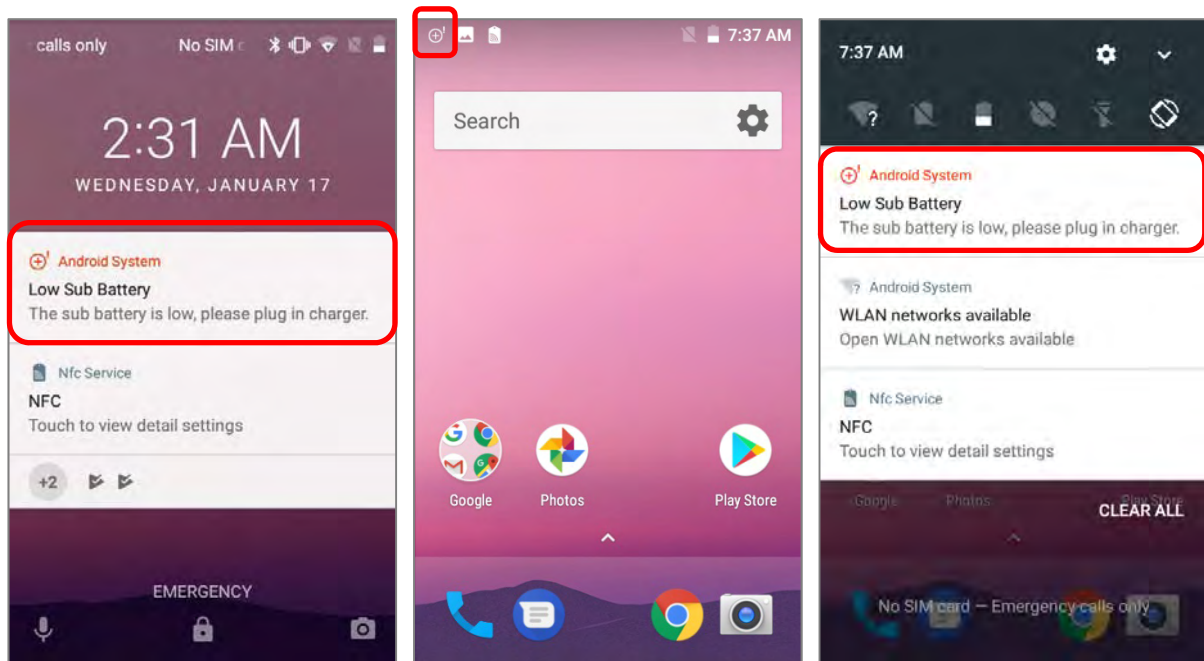 calls only No SIM c
2:31 AM
WEDNESDAY, JANUARY 17
Android System
Low Sub Battery
The sub battery is low, please plug in charger.
Nfc Service
NFC
Touch to view detail settings
+2
EMERGENCY
7:37 AM
Search
Google Photos Play Store
7:37 AM
Android System
Low Sub Battery
The sub battery is low, please plug in charger.
Android System
WLAN networks available
Open WLAN networks available
Nfc Service
NFC
Touch to view detail settings
Google Photos Play Store
CLEAR ALL
No SIM card — Emergency calls only